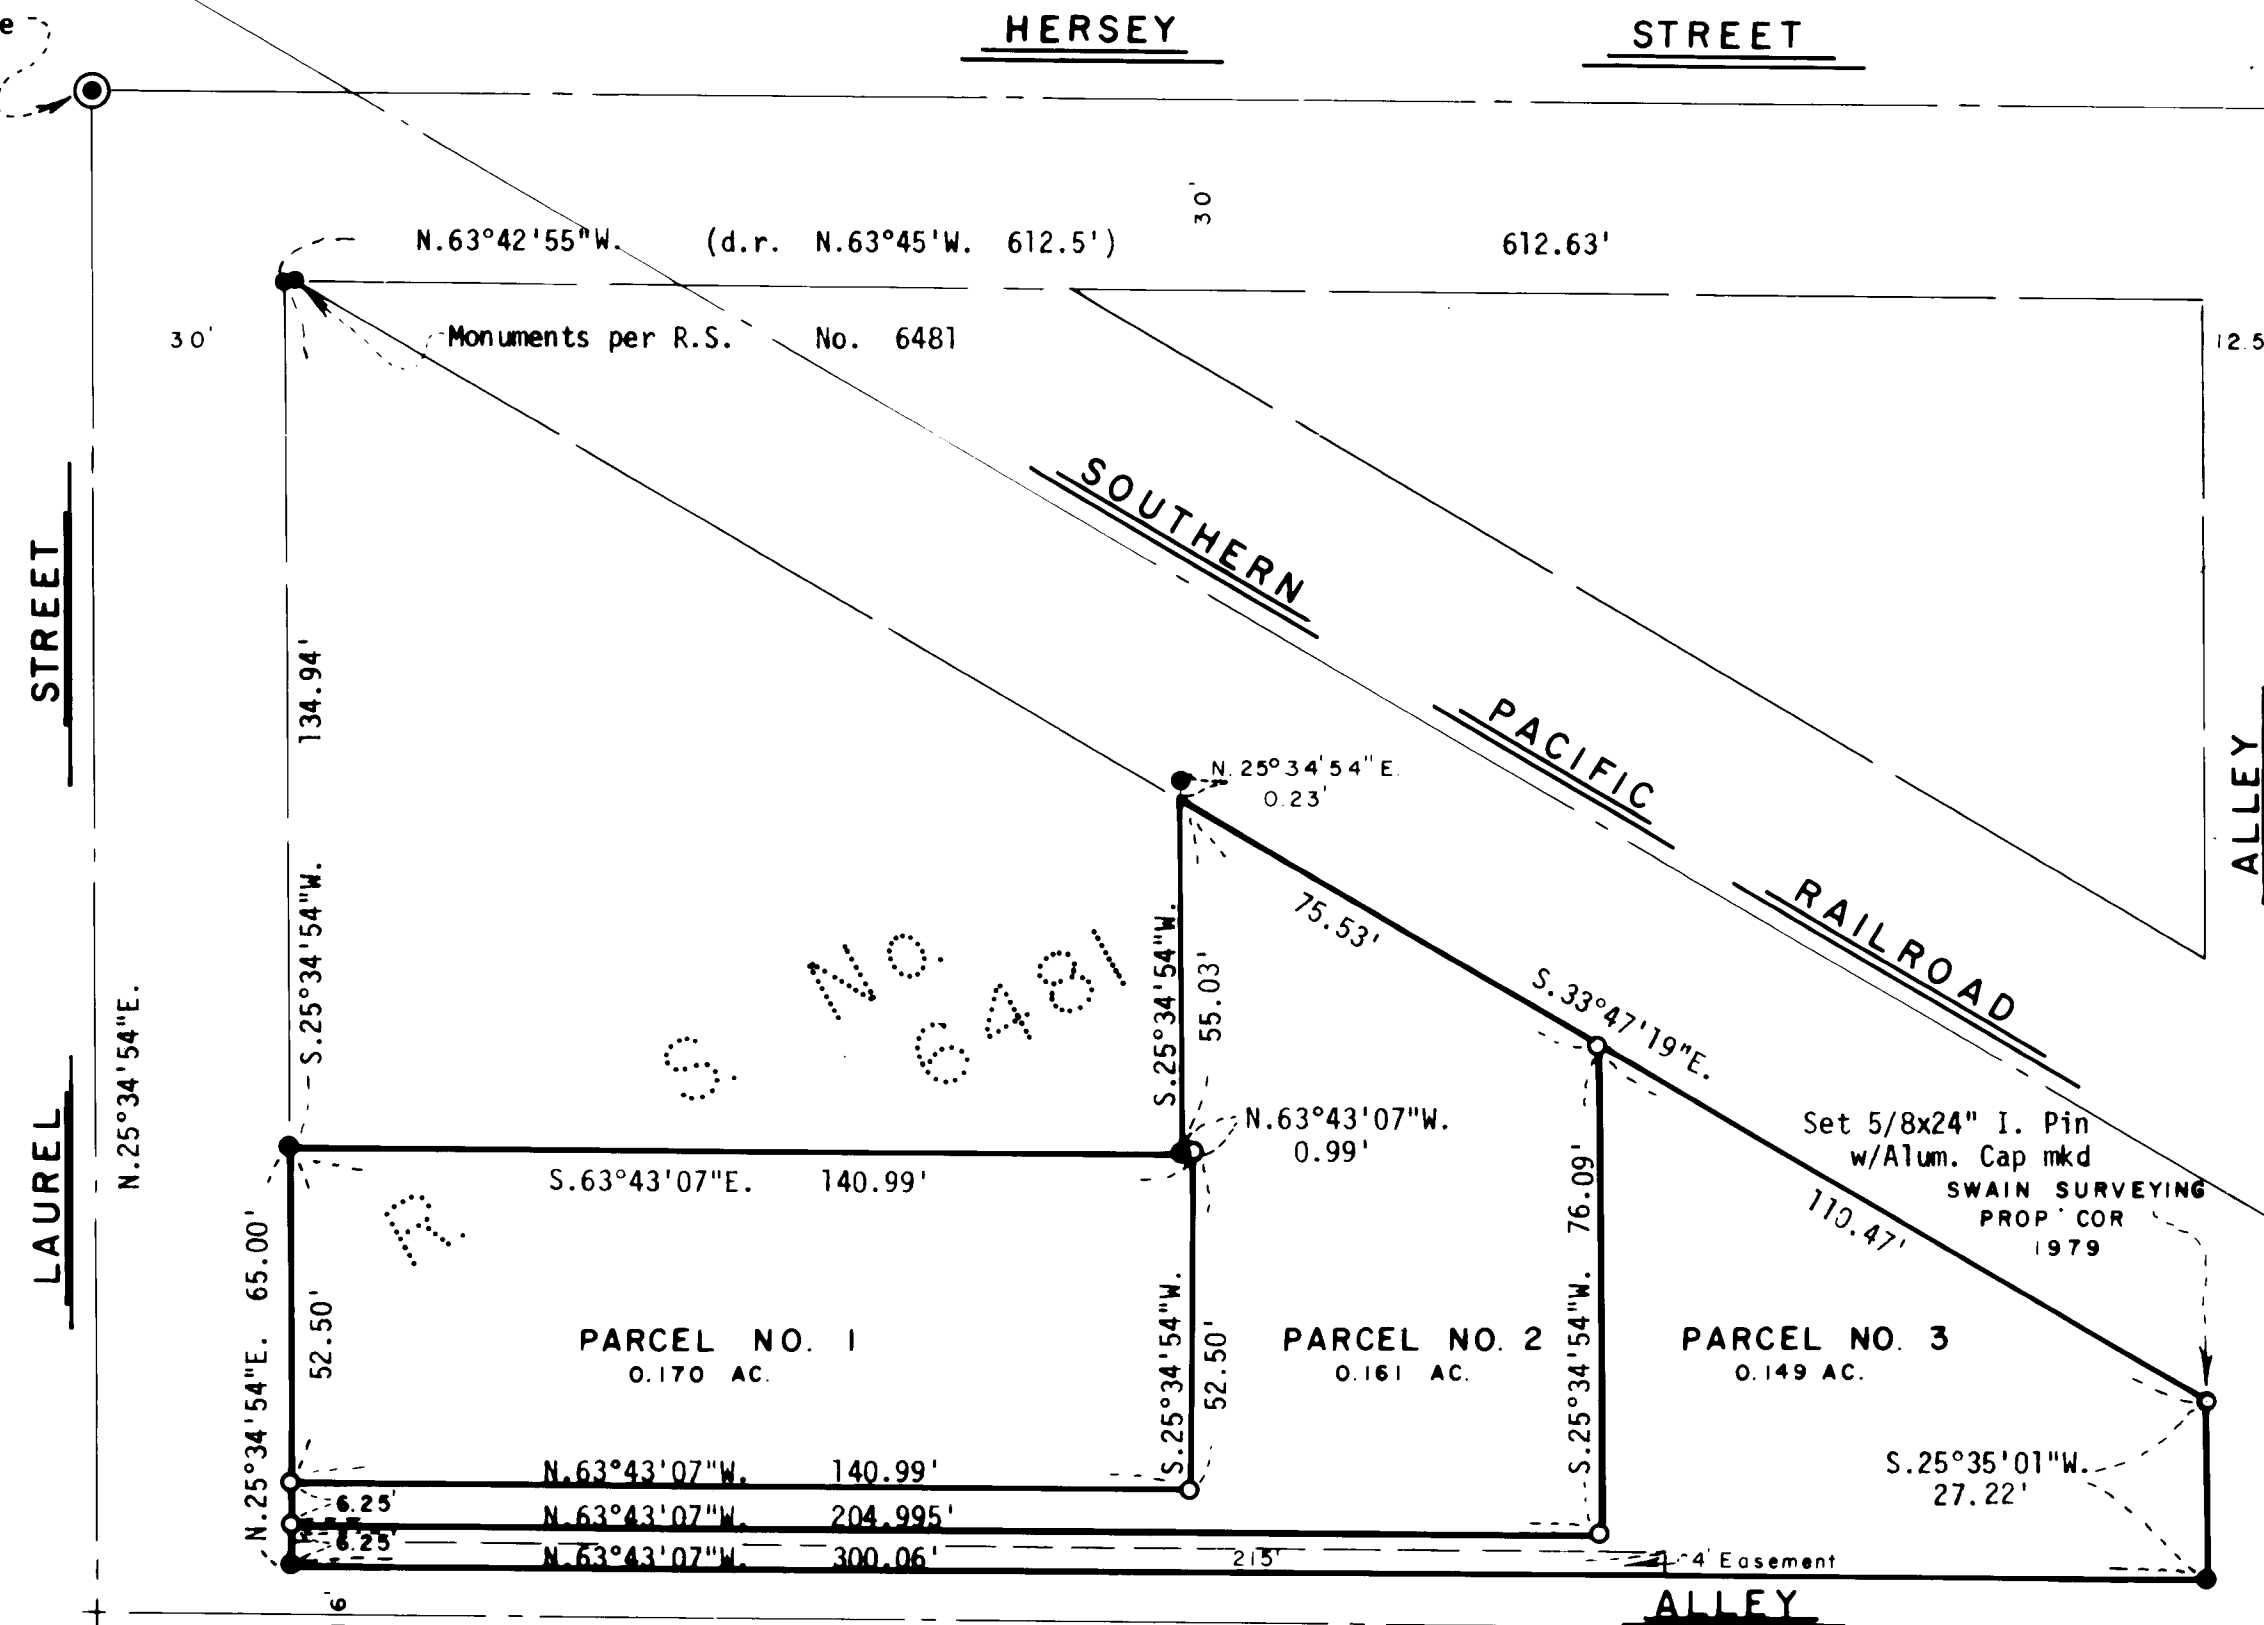 e
HERSEY STREET
30'
N.63°42'55"W. (d.r. N.63°45'W. 612.5') 612.63'
30'
Monuments per R.S. No. 6481
12.5
SOUTHERN
PACIFIC
RAILROAD
STREET
LAUREL
N.25°34'54"E.
134.94'
S.25°34'54"W.
ALLEY
N.25°34'54"E.
0.23'
75.53'
S.33°47'19"E.
110.47'
R. S. No. 6481
S.25°34'54"W.
55.03'
N.63°43'07"W.
0.99'
S.63°43'07"E. 140.99'
Set 5/8x24" I. Pin
w/Alum. Cap mkd
SWAIN SURVEYING
PROP COR
1979
N.25°34'54"E. 65.00'
52.50'
PARCEL NO. 1
0.170 AC.
S.25°34'54"W.
52.50'
PARCEL NO. 2
0.161 AC.
S.25°34'54"W. 76.09'
PARCEL NO. 3
0.149 AC.
S.25°35'01"W.
27.22'
N.63°43'07"W. 140.99'
6.25'
N.63°43'07"W. 204.995'
6.25'
N.63°43'07"W. 300.06'
215'
4' Easement
6'
ALLEY